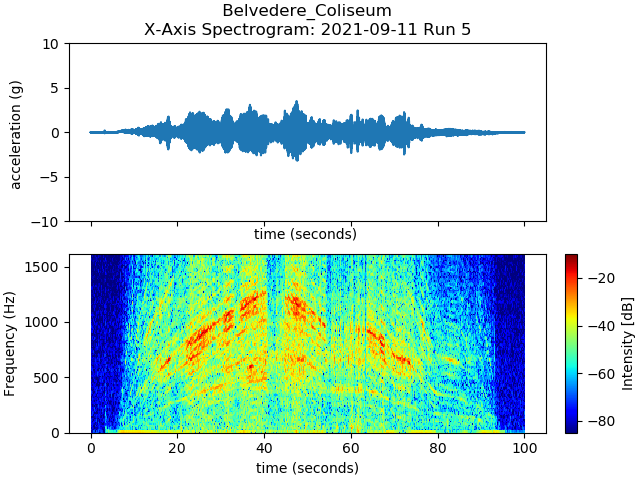 Belvedere_Coliseum
X-Axis Spectrogram: 2021-09-11 Run 5
10
5
0
−5
−10
acceleration (g)
time (seconds)
1500
1000
500
0
Frequency (Hz)
0 20 40 60 80 100
time (seconds)
−20
−40
−60
−80
Intensity [dB]